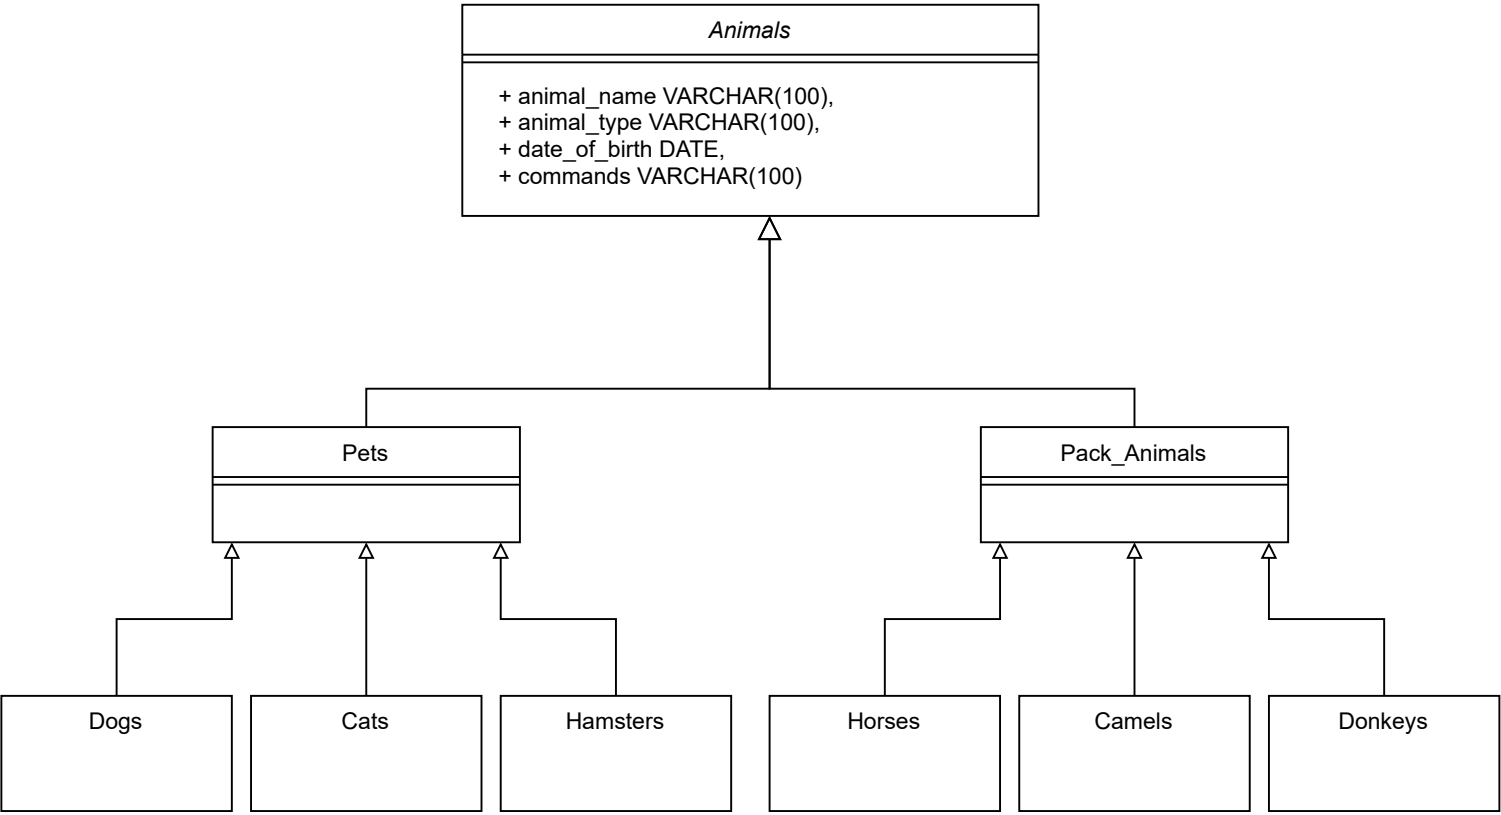 Animals
+ animal_name VARCHAR(100),
+ animal_type VARCHAR(100),
+ date_of_birth DATE,
+ commands VARCHAR(100)
Pets
Pack_Animals
Dogs
Cats
Hamsters
Horses
Camels
Donkeys